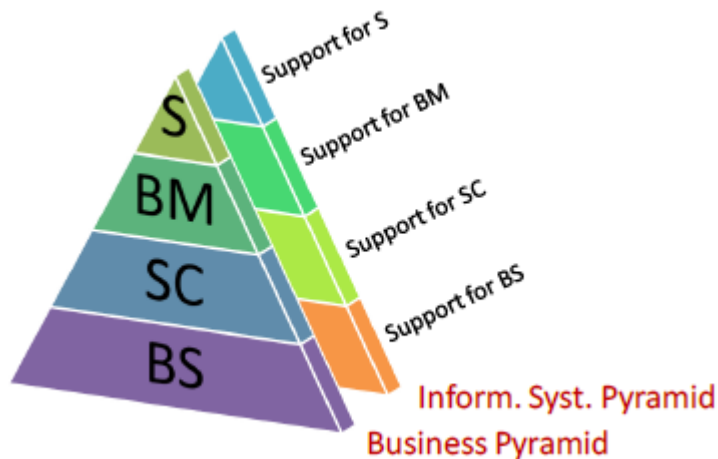 S
BM
SC
BS
Support for S
Support for BM
Support for SC
Support for BS
Inform. Syst. Pyramid
Business Pyramid